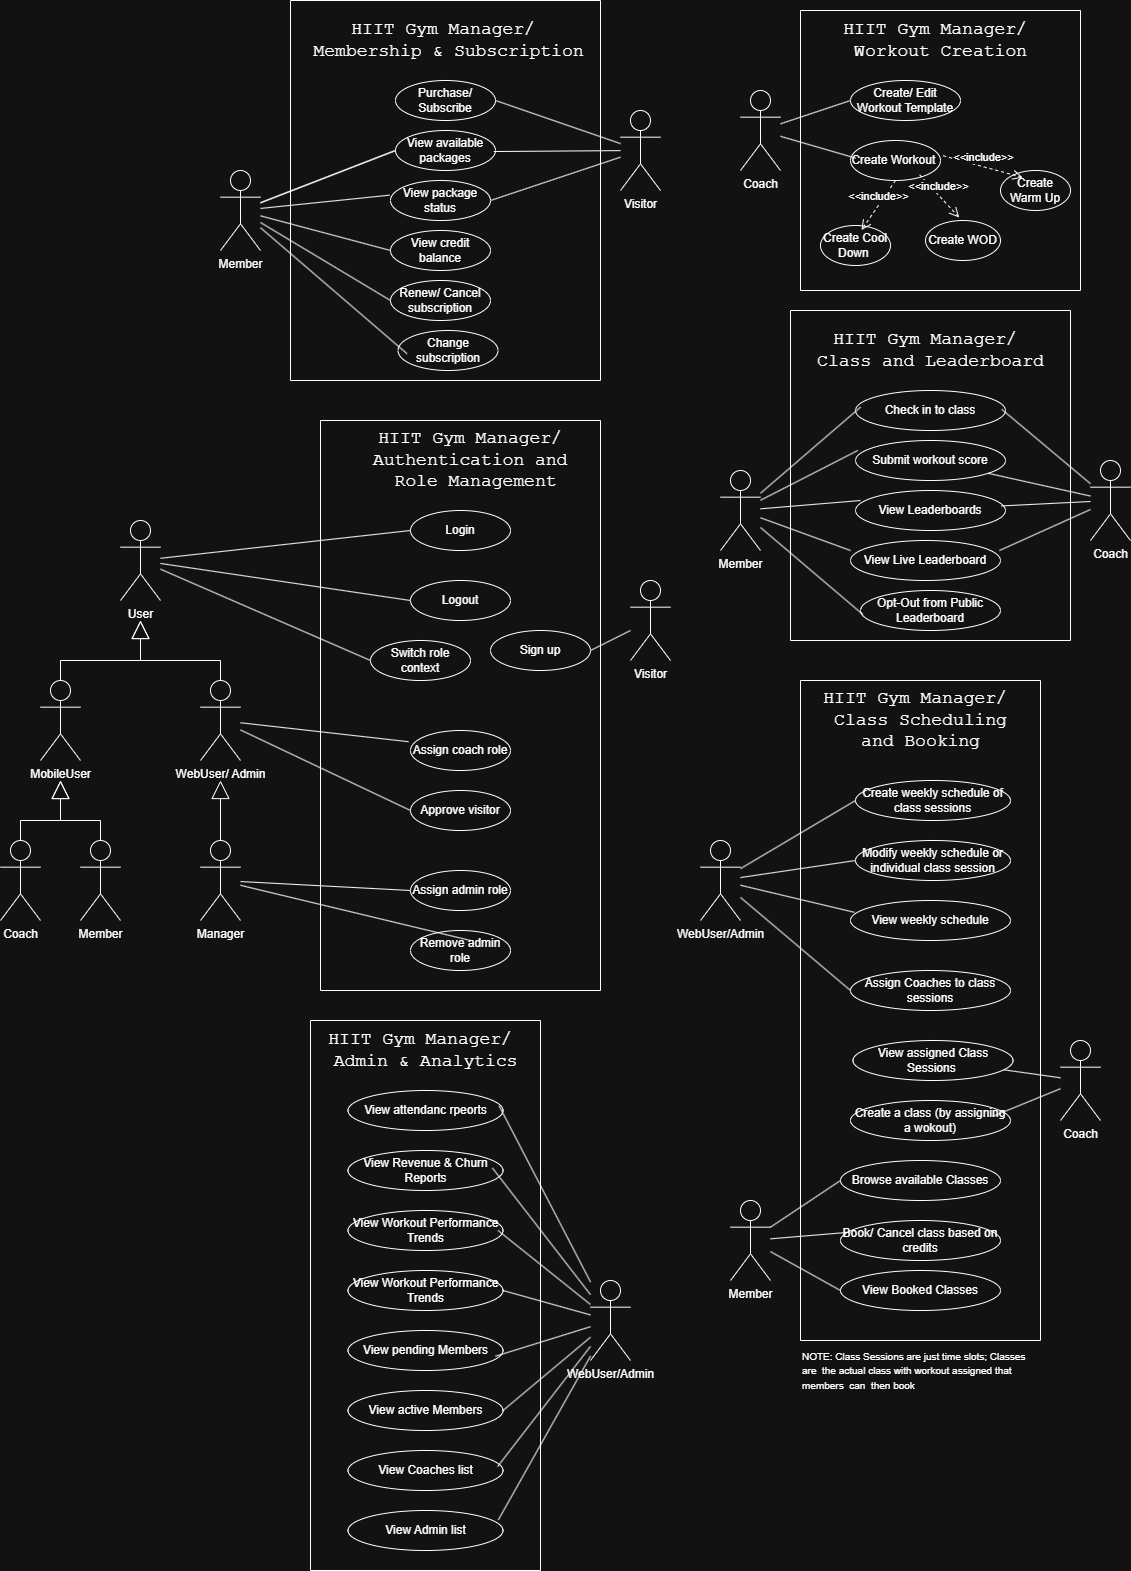 HIIT Gym Manager/
Membership & Subscription
Purchase/
Subscribe
View available
packages
View package
status
View credit
balance
Renew/ Cancel
subscription
Change
subscription
Member
Visitor
HIIT Gym Manager/
Workout Creation
Create/ Edit
Workout Template
Create Workout
<<include>>
<<include>>
<<include>>
Create
Warm Up
Create Cool
Down
Create WOD
Coach
HIIT Gym Manager/
Class and Leaderboard
Check in to class
Submit workout score
View Leaderboards
View Live Leaderboard
Opt-Out from Public
Leaderboard
Member
Coach
HIIT Gym Manager/
Authentication and
Role Management
Login
Logout
Switch role
context
Sign up
Assign coach role
Approve visitor
Assign admin role
Remove admin
role
User
Visitor
MobileUser
WebUser/ Admin
Coach
Member
Manager
HIIT Gym Manager/
Class Scheduling
and Booking
Create weekly schedule of
class sessions
Modify weekly schedule or
individual class session
View weekly schedule
Assign Coaches to class
sessions
View assigned Class
Sessions
Create a class (by assigning
a wokout)
Browse available Classes
Book/ Cancel class based on
credits
View Booked Classes
WebUser/Admin
Coach
Member
NOTE: Class Sessions are just time slots; Classes
are the actual class with workout assigned that
members can then book
HIIT Gym Manager/
Admin & Analytics
View attendanc rpeorts
View Revenue & Churn
Reports
View Workout Performance
Trends
View Workout Performance
Trends
View pending Members
View active Members
View Coaches list
View Admin list
WebUser/Admin